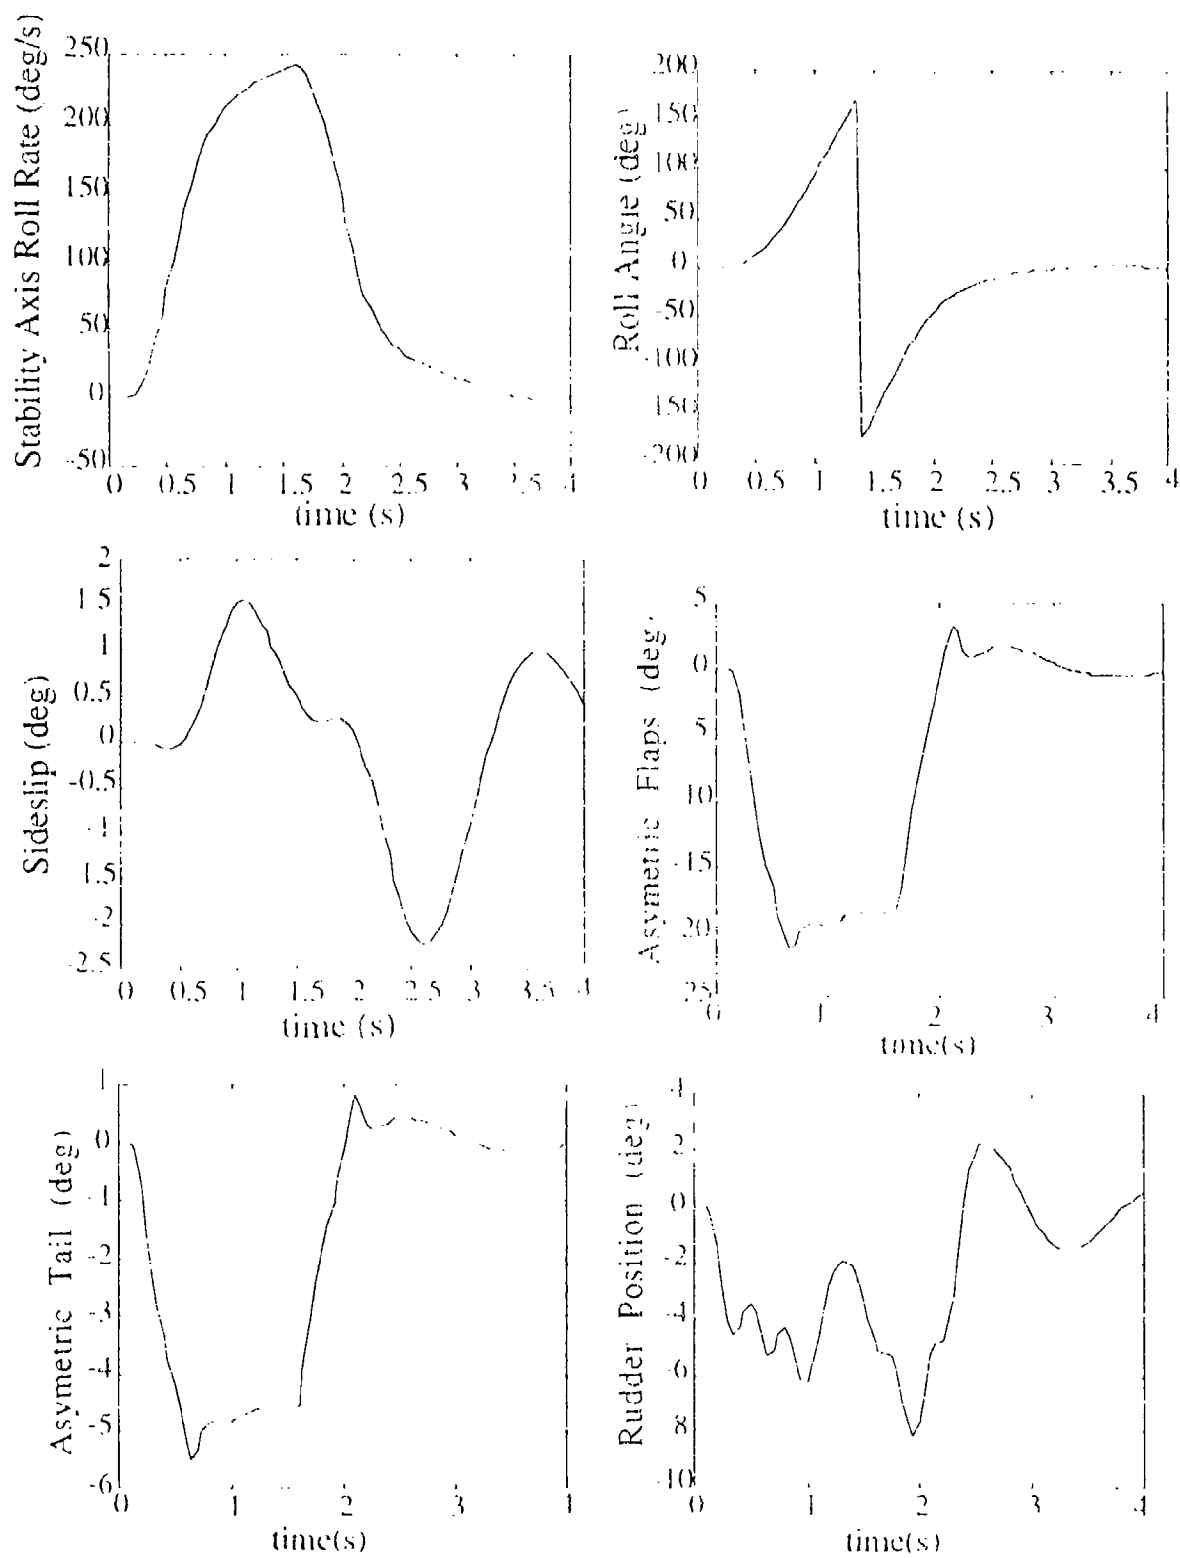 Stability Axis Roll Rate (deg/s)
250
200
150
100
50
0
-50
0 0.5 1 1.5 2 2.5 3 3.5 4
time (s)
Roll Angle (deg)
200
150
100
50
0
-50
-100
-150
-200
0 0.5 1 1.5 2 2.5 3 3.5 4
time (s)
Sideslip (deg)
2
1.5
1
0.5
0
-0.5
-1
1.5
-2
-2.5
0 0.5 1 1.5 2 2.5 3 3.5 4
time (s)
Asymetric Flaps (deg)
5
0
5
10
-15
20
25
0 1 2 3 4
time(s)
Asymetric Tail (deg)
1
0
-1
-2
-3
-4
-5
-6
0 1 2 3 4
time(s)
Rudder Position (deg)
4
2
0
-2
-4
-6
8
-10
0 1 2 3 4
time(s)